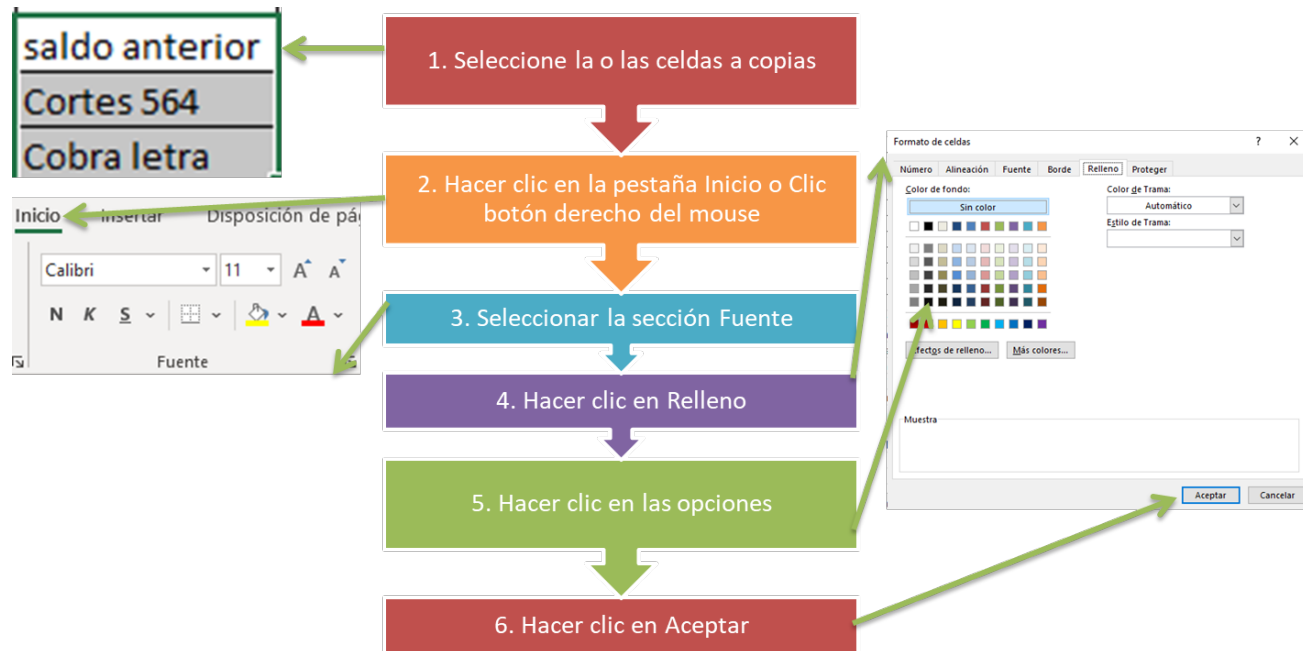 saldo anterior
Cortes 564
Cobra letra
Inicio Insertar Disposición de pá
Calibri 11 A A
N K S A
Fuente
1. Seleccione la o las celdas a copias
2. Hacer clic en la pestaña Inicio o Clic
botón derecho del mouse
3. Seleccionar la sección Fuente
4. Hacer clic en Relleno
5. Hacer clic en las opciones
6. Hacer clic en Aceptar
Formato de celdas ? X
Número Alineación Fuente Borde Relleno Proteger
Color de fondo: Color de Trama:
Sin color Automático
Estilo de Trama:
Efectos de relleno... Más colores...
Muestra
Aceptar Cancelar